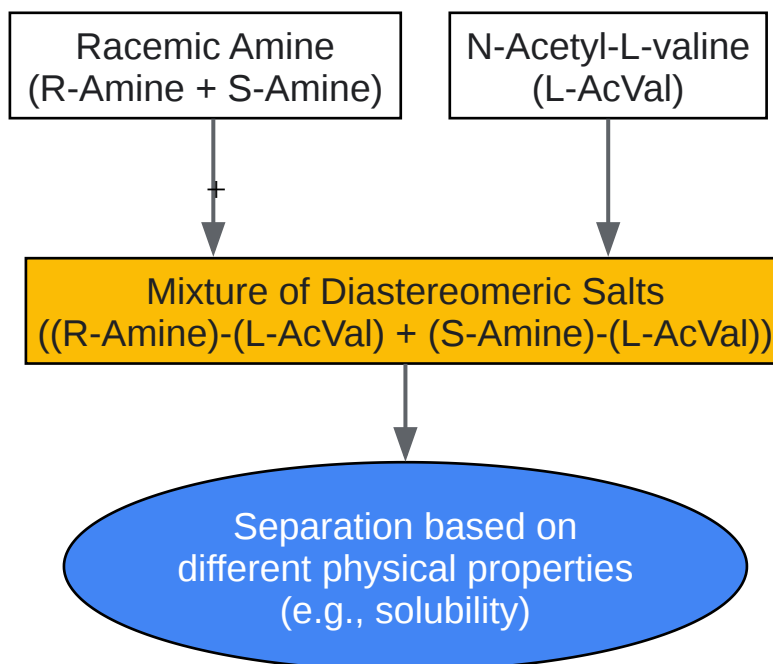 Racemic Amine
(R-Amine + S-Amine)
N-Acetyl-L-valine
(L-AcVal)
+
Mixture of Diastereomeric Salts
((R-Amine)-(L-AcVal) + (S-Amine)-(L-AcVal))
Separation based on
different physical properties
(e.g., solubility)